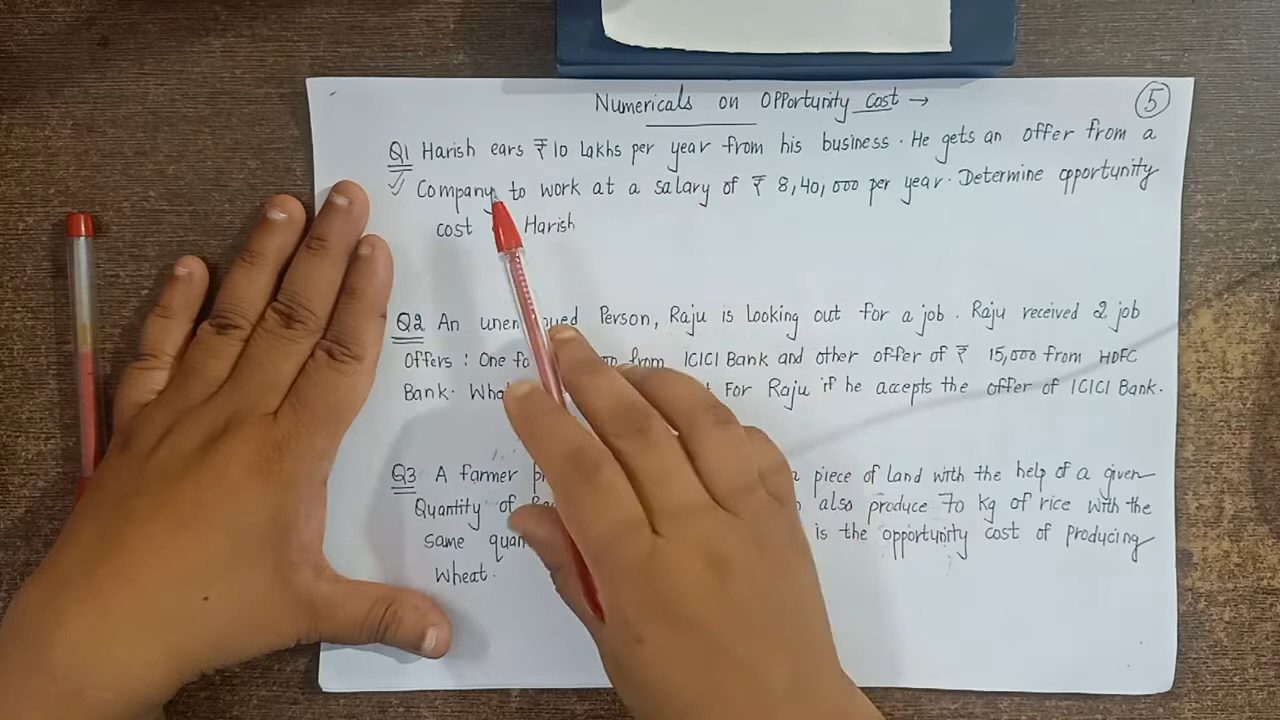 Numericals on Opportunity Cost →
5
Q1 Harish ears ₹ 10 Lakhs per year from his business. He gets an offer from a
Company to work at a salary of ₹ 8,40,000 per year. Determine opportunity
cost Harish
Q2 An Person, Raju is looking out for a job. Raju received 2 job
Offers : One from ICICI Bank and other offer of ₹ 15,000 from HDFC
Bank. For Raju if he accepts the offer of ICICI Bank.
Q3 A farmer piece of Land with the help of a given
Quantity of also produce 70 kg of rice with the
same is the opportunity cost of producing
Wheat.